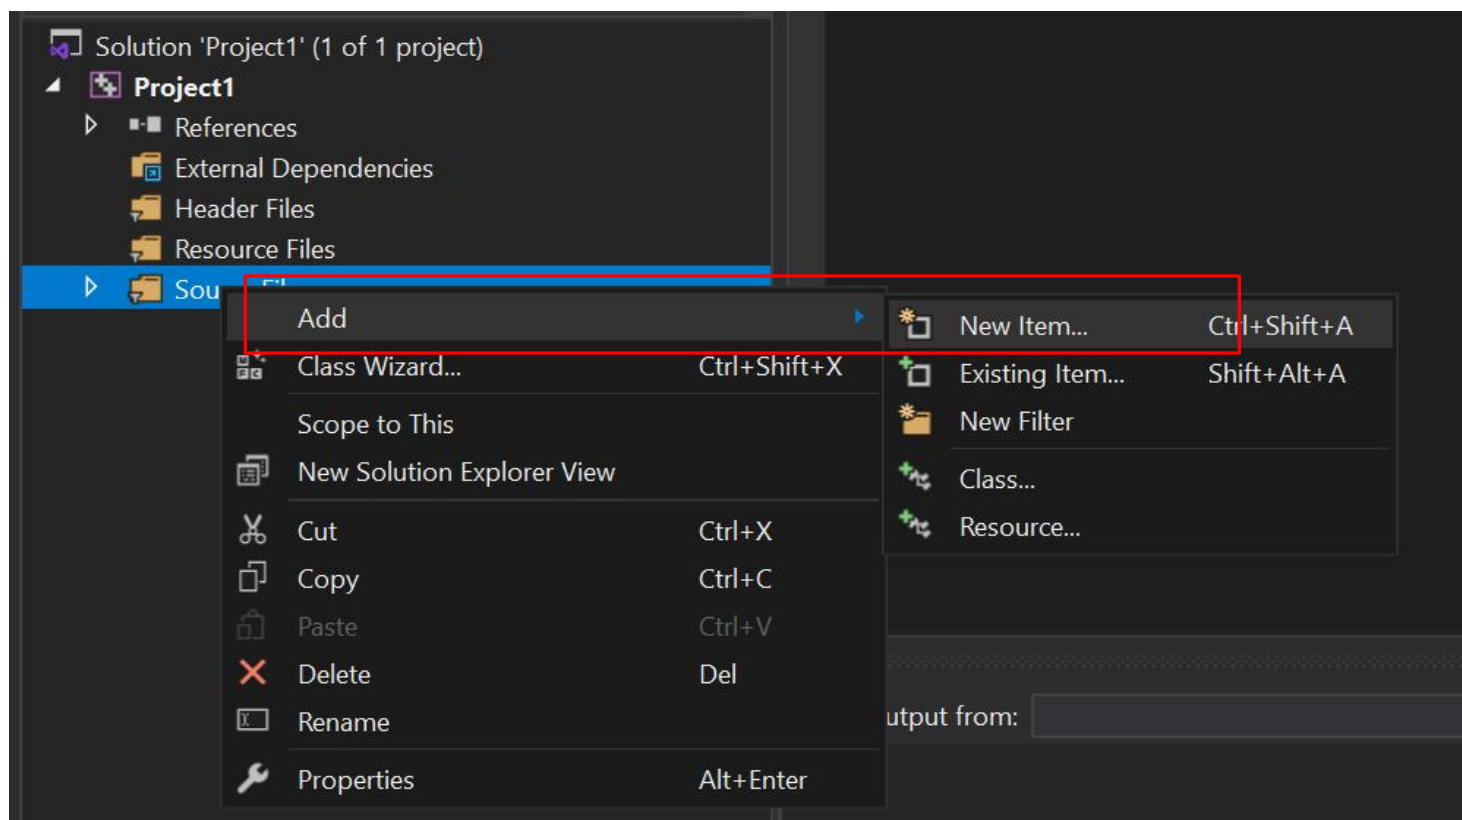 Solution 'Project1' (1 of 1 project)
Project1
References
External Dependencies
Header Files
Resource Files
Add
Class Wizard... Ctrl+Shift+X
Scope to This
New Solution Explorer View
Cut Ctrl+X
Copy Ctrl+C
Paste Ctrl+V
Delete Del
Rename
Properties Alt+Enter
New Item... Ctrl+Shift+A
Existing Item... Shift+Alt+A
New Filter
Class...
Resource...
utput from: